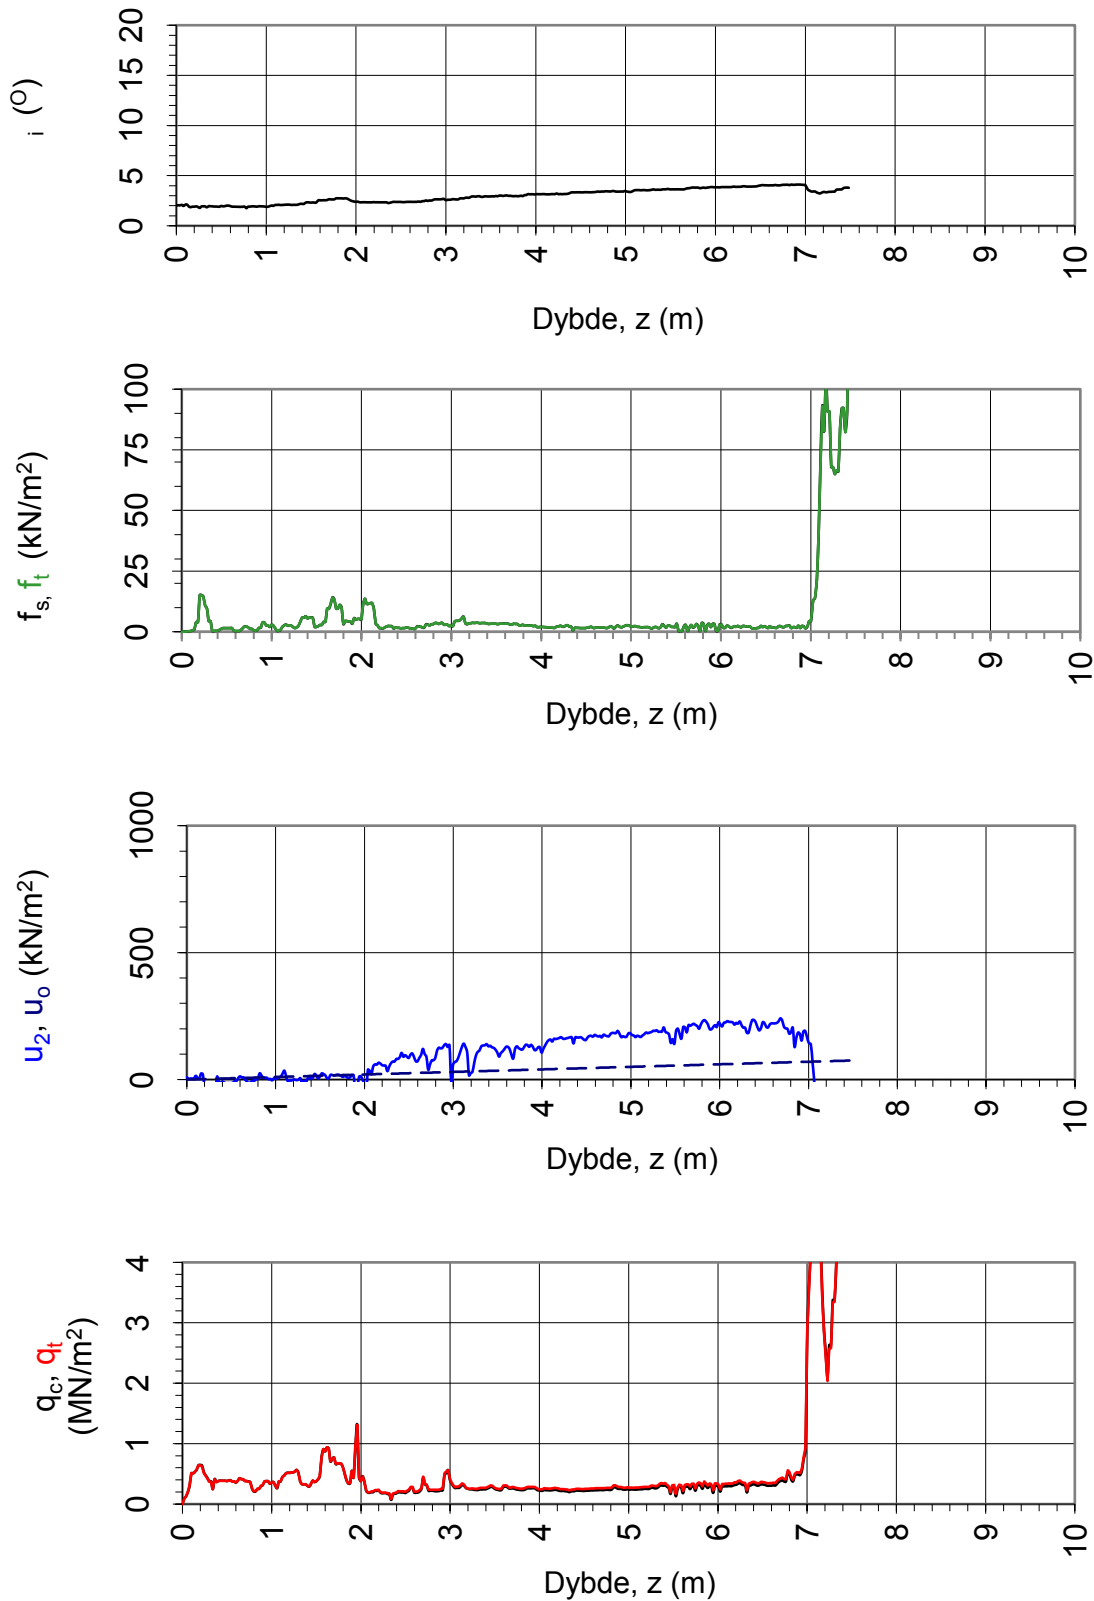 i (O)
20
15
10
5
0
0 1 2 3 4 5 6 7 8 9 10
Dybde, z (m)
fs, ft (kN/m2)
100
75
50
25
0
0 1 2 3 4 5 6 7 8 9 10
Dybde, z (m)
u2, uo (kN/m2)
1000
500
0
0 1 2 3 4 5 6 7 8 9 10
Dybde, z (m)
qc, qt
(MN/m2)
4
3
2
1
0
0 1 2 3 4 5 6 7 8 9 10
Dybde, z (m)